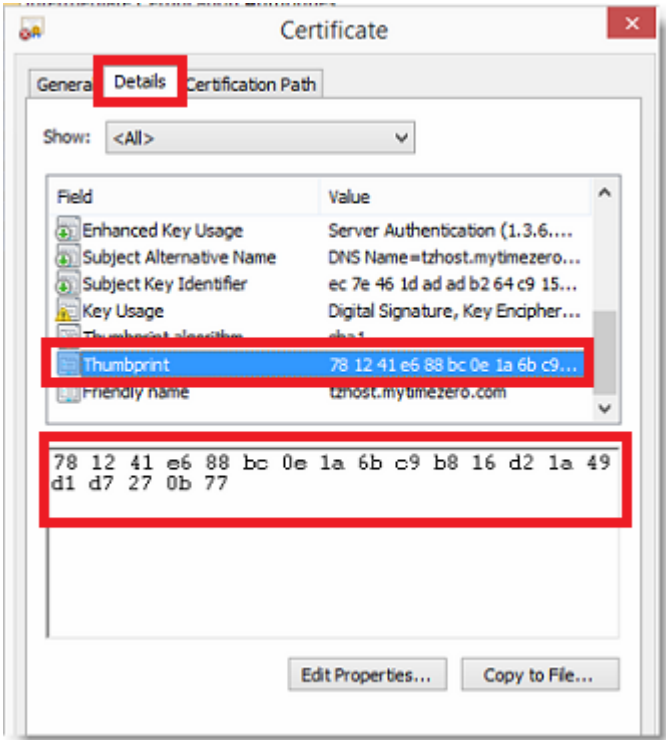 Certificate
General Details Certification Path
Show: <All>
Field Value
Enhanced Key Usage Server Authentication (1.3.6....
Subject Alternative Name DNS Name=tzhost.mytimezero...
Subject Key Identifier ec 7e 46 1d ad ad b2 64 c9 15...
Key Usage Digital Signature, Key Encipher...
Thumbprint algorithm sha1
Thumbprint 78 12 41 e6 88 bc 0e 1a 6b c9...
Friendly name tzhost.mytimezero.com
78 12 41 e6 88 bc 0e 1a 6b c9 b8 16 d2 1a 49
d1 d7 27 0b 77
Edit Properties... Copy to File...